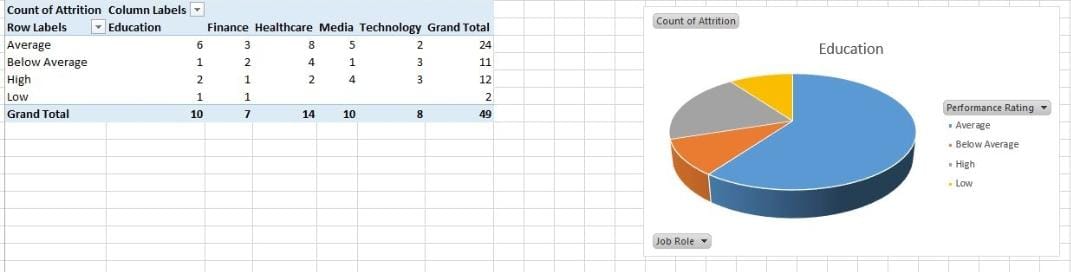 Count of Attrition Column Labels
Row Labels Education Finance Healthcare Media Technology Grand Total
Average 6 3 8 5 2 24
Below Average 1 2 4 1 3 11
High 2 1 2 4 3 12
Low 1 1 2
Grand Total 10 7 14 10 8 49
Count of Attrition
Education
Performance Rating
Average
Below Average
High
Low
Job Role